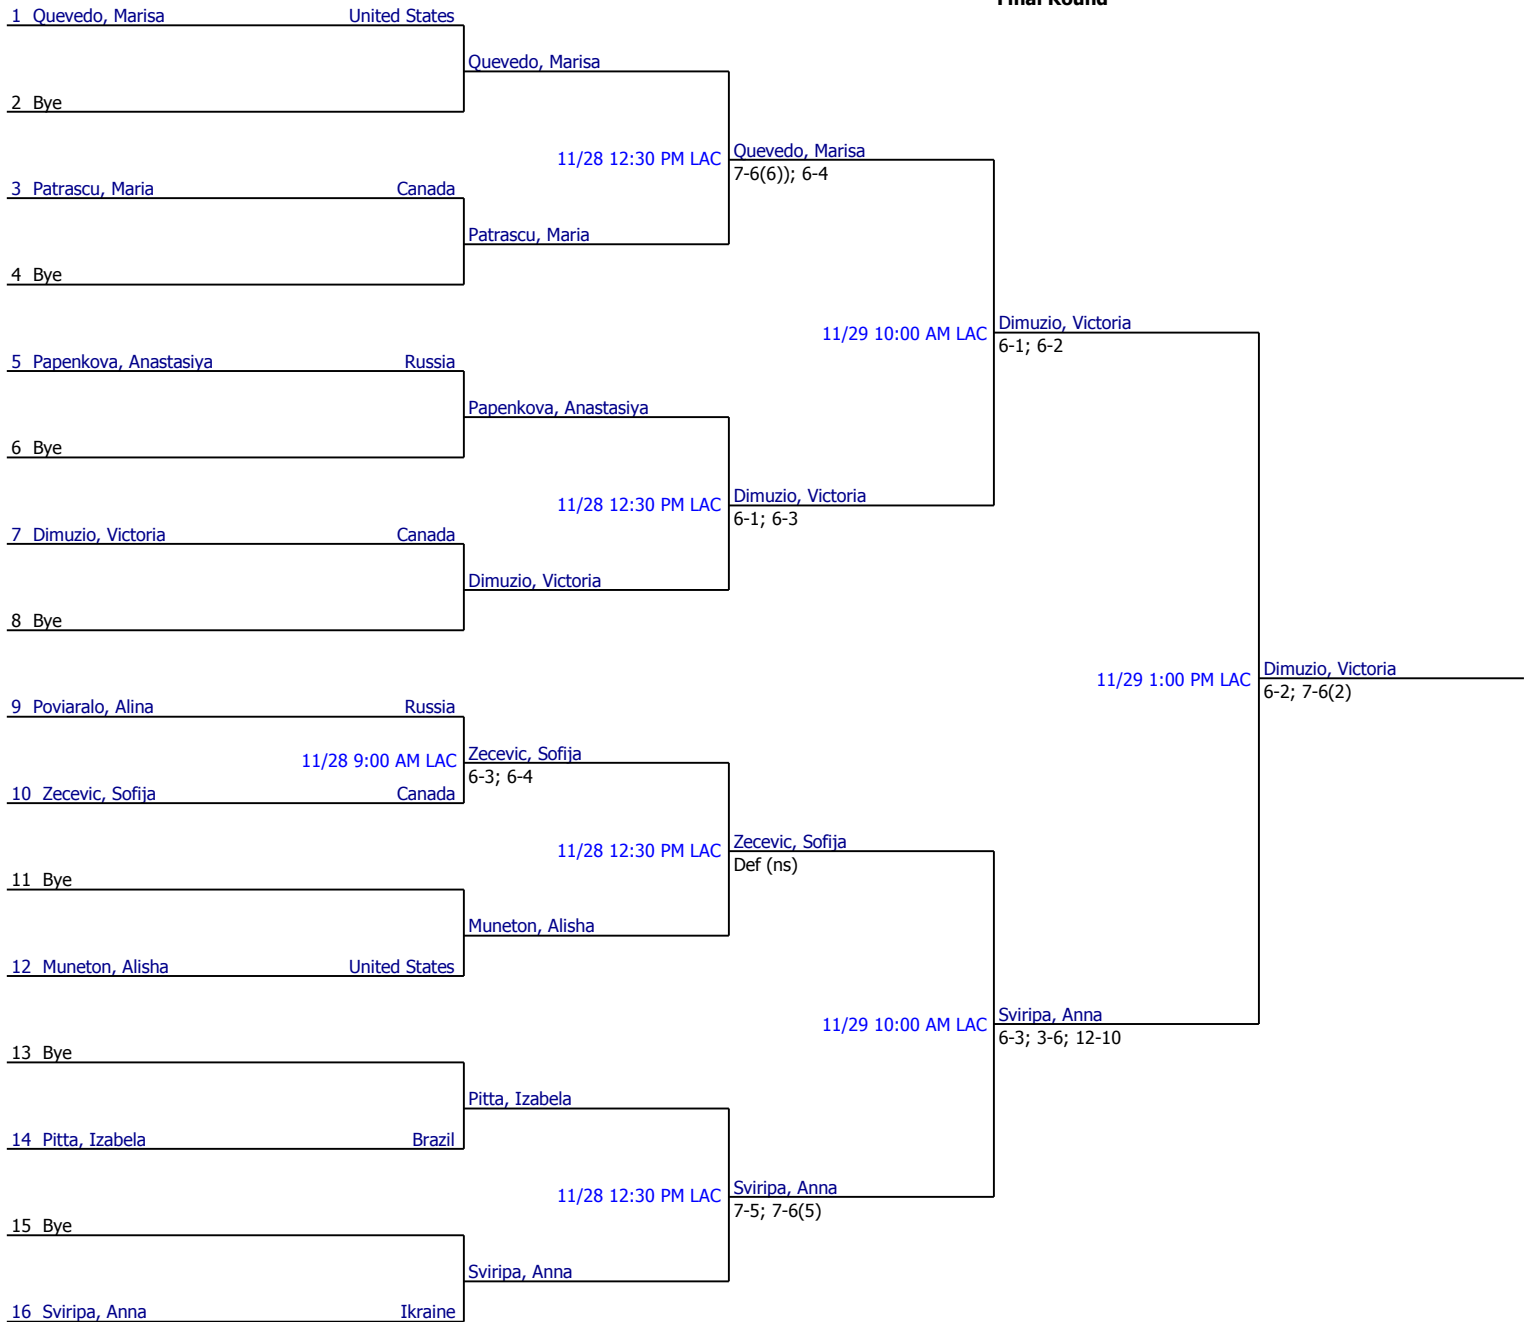 Final Round
1 Quevedo, Marisa United States
Quevedo, Marisa
2 Bye
11/28 12:30 PM LAC Quevedo, Marisa
7-6(6)); 6-4
3 Patrascu, Maria Canada
Patrascu, Maria
4 Bye
11/29 10:00 AM LAC Dimuzio, Victoria
6-1; 6-2
5 Papenkova, Anastasiya Russia
Papenkova, Anastasiya
6 Bye
11/28 12:30 PM LAC Dimuzio, Victoria
6-1; 6-3
7 Dimuzio, Victoria Canada
Dimuzio, Victoria
8 Bye
11/29 1:00 PM LAC Dimuzio, Victoria
6-2; 7-6(2)
9 Poviaralo, Alina Russia
11/28 9:00 AM LAC Zecevic, Sofija
6-3; 6-4
10 Zecevic, Sofija Canada
11/28 12:30 PM LAC Zecevic, Sofija
Def (ns)
11 Bye
Muneton, Alisha
12 Muneton, Alisha United States
11/29 10:00 AM LAC Sviripa, Anna
6-3; 3-6; 12-10
13 Bye
Pitta, Izabela
14 Pitta, Izabela Brazil
11/28 12:30 PM LAC Sviripa, Anna
7-5; 7-6(5)
15 Bye
Sviripa, Anna
16 Sviripa, Anna Ikraine